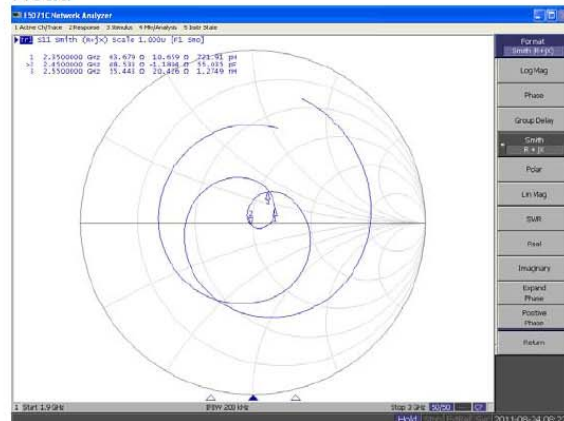 E5071C Network Analyzer
1 Active Ch/Trace 2 Response 3 Stimulus 4 Mkr/Analysis 5 Instr State
Tr1 S11 Smith (R+jX) Scale 1.000U [F1 Smo]
1 2.3500000 GHz 43.679 Ω 10.659 Ω 721.91 pH
>2 2.4500000 GHz 48.533 Ω -1.1804 Ω 55.035 pF
3 2.5500000 GHz 35.443 Ω 20.426 Ω 1.2749 nH
Format
Smith (R+jX)
Log Mag
Phase
Group Delay
Smith
R + jX
Polar
Lin Mag
SWR
Real
Imaginary
Expand
Phase
Positive
Phase
Return
1 Start 1.9 GHz
IFBW 200 kHz
Stop 3 GHz
2011-08-24